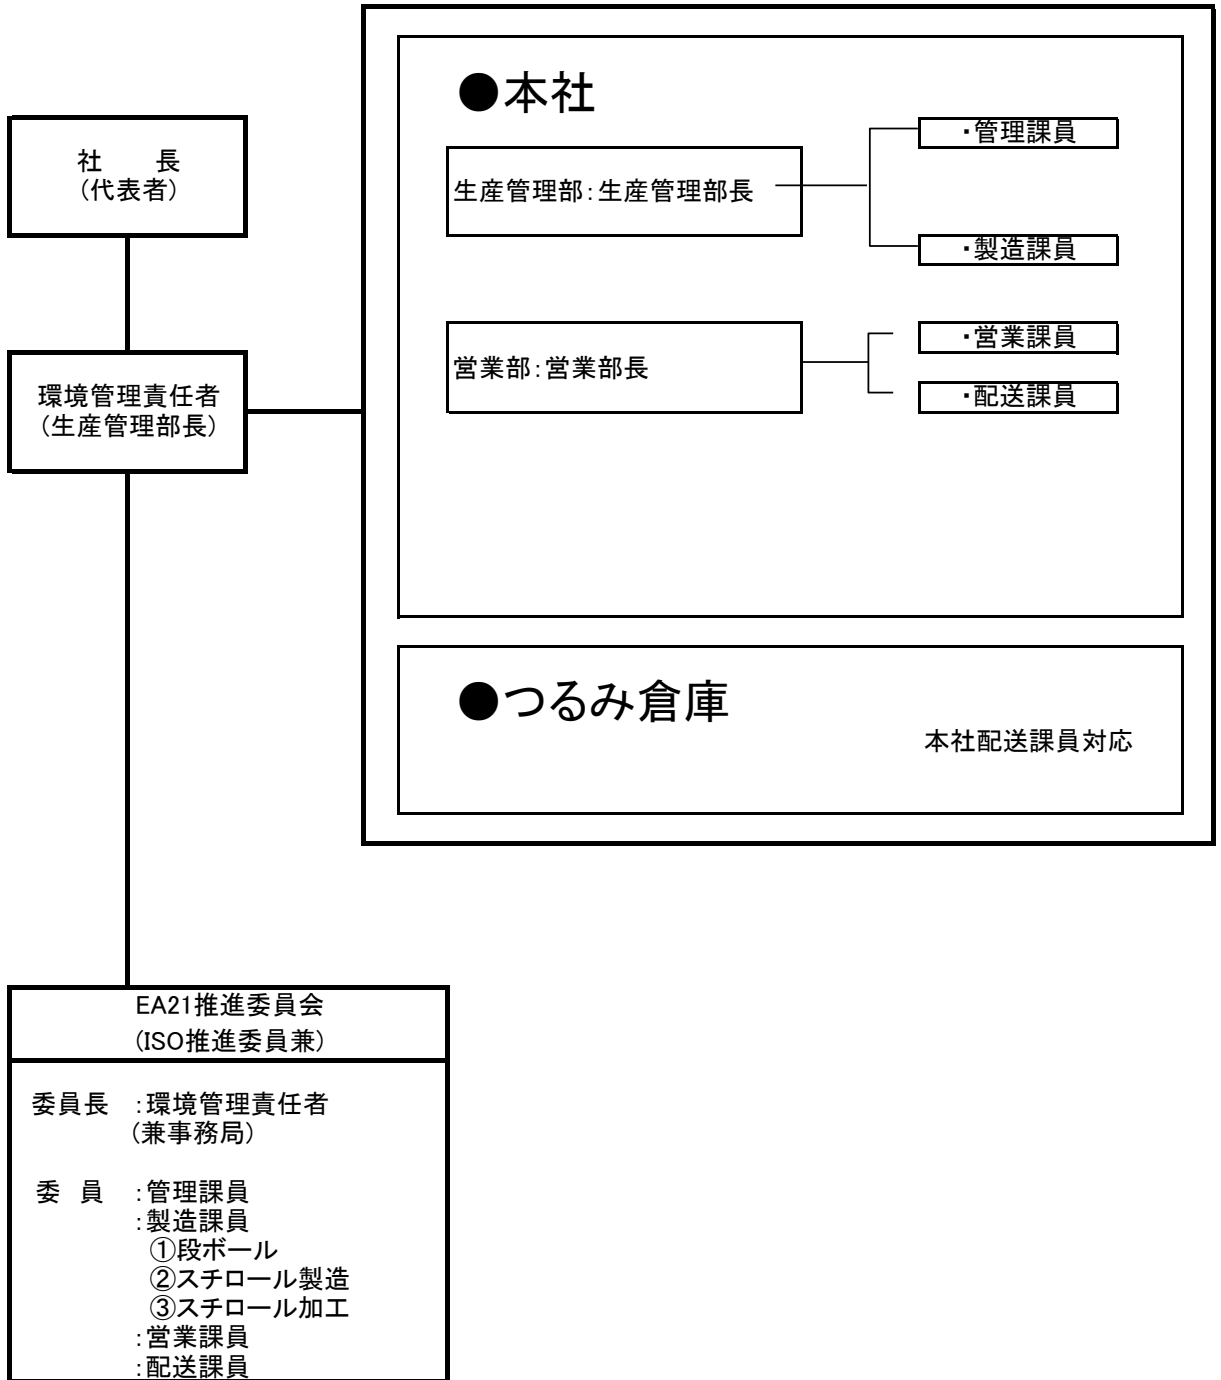 社　　長
（代表者）
環境管理責任者
（生産管理部長）
●本社
生産管理部：生産管理部長
・管理課員
・製造課員
営業部：営業部長
・営業課員
・配送課員
●つるみ倉庫
本社配送課員対応
EA21推進委員会
（ISO推進委員兼）
委員長　：環境管理責任者
（兼事務局）
委　員　：管理課員
：製造課員
①段ボール
②スチロール製造
③スチロール加工
：営業課員
：配送課員